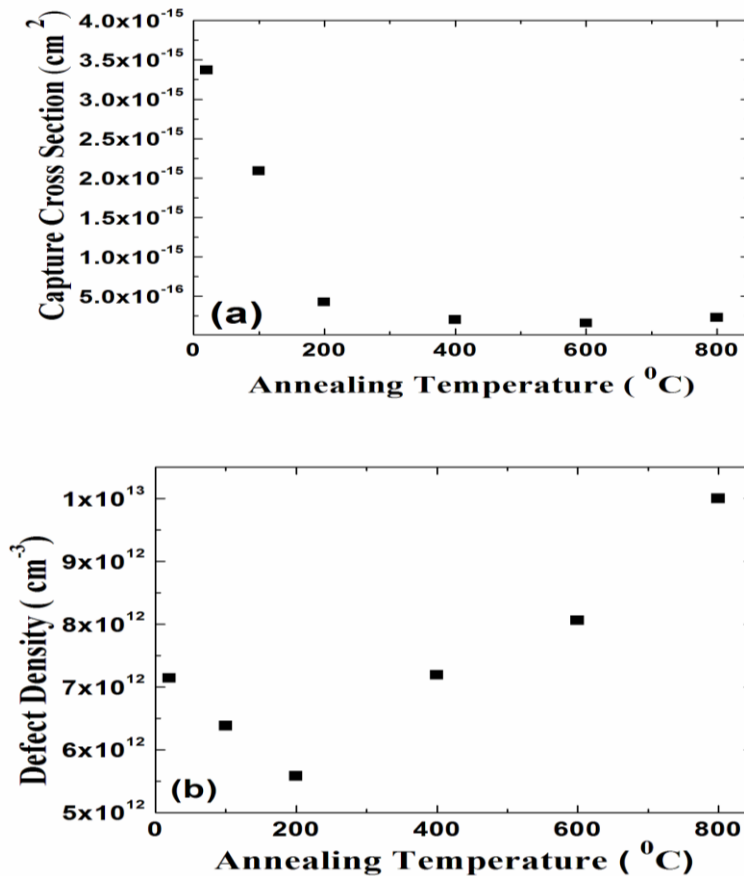 4.0x10⁻¹⁵
3.5x10⁻¹⁵
3.0x10⁻¹⁵
2.5x10⁻¹⁵
2.0x10⁻¹⁵
1.5x10⁻¹⁵
1.0x10⁻¹⁵
5.0x10⁻¹⁶
Capture Cross Section (cm²)
(a)
0 200 400 600 800
Annealing Temperature ( ⁰C)
1x10¹³
9x10¹²
8x10¹²
7x10¹²
6x10¹²
5x10¹²
Defect Density ( cm⁻³)
(b)
0 200 400 600 800
Annealing Temperature ( ⁰C)